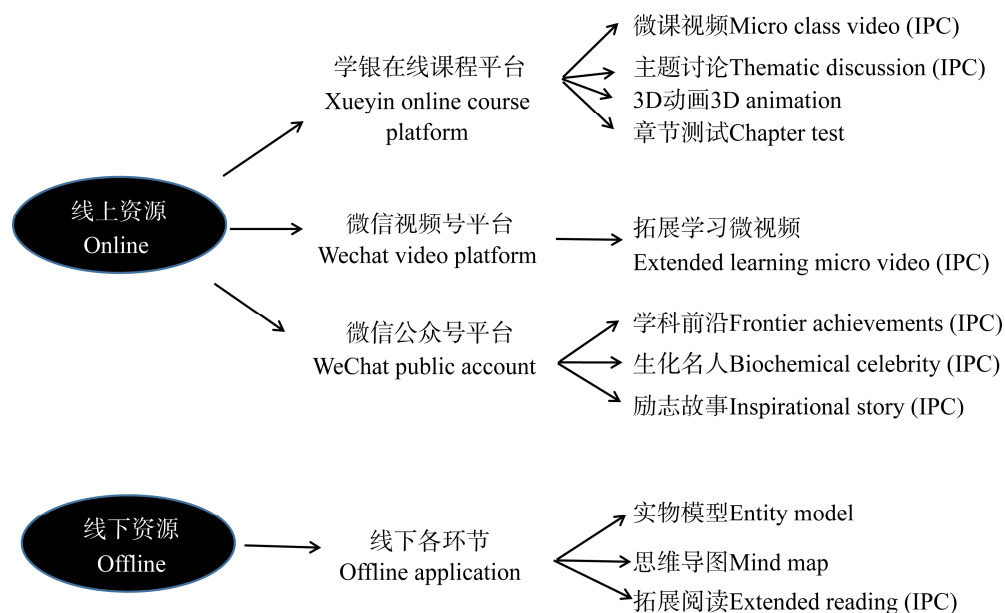 线上资源
Online
学银在线课程平台
Xueyin online course
platform
微课视频Micro class video (IPC)
主题讨论Thematic discussion (IPC)
3D动画3D animation
章节测试Chapter test
微信视频号平台
Wechat video platform
拓展学习微视频
Extended learning micro video (IPC)
微信公众号平台
WeChat public account
学科前沿Frontier achievements (IPC)
生化名人Biochemical celebrity (IPC)
励志故事Inspirational story (IPC)
线下资源
Offline
线下各环节
Offline application
实物模型Entity model
思维导图Mind map
拓展阅读Extended reading (IPC)